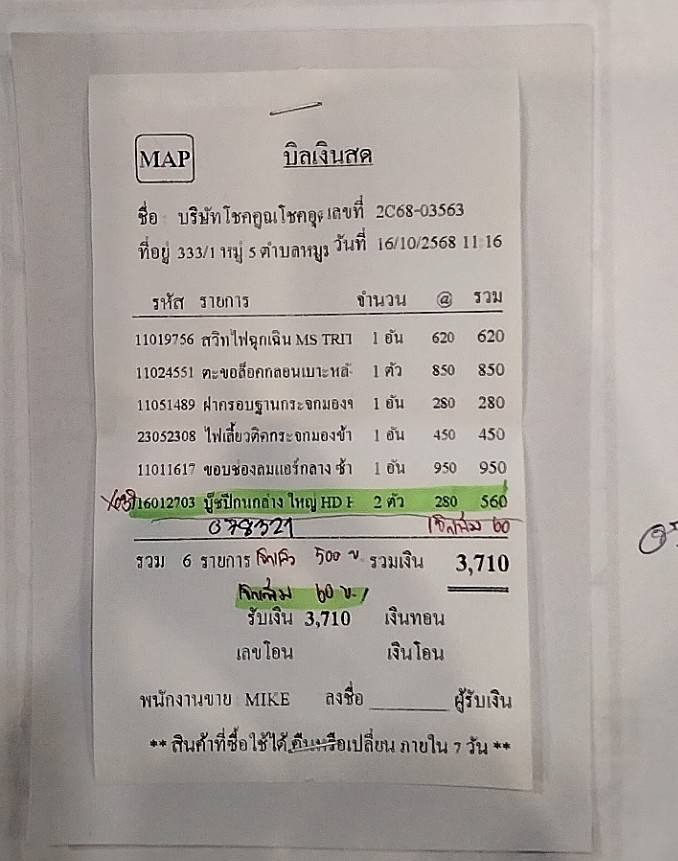 MAP บิลเงินสด
ชื่อ บริษัทโชคคูณโชคอุ เลขที่ 2C68-03563
ที่อยู่ 333/1 หมู่ 5 ตำบลหมูร วันที่ 16/10/2568 11:16
รหัส รายการ จำนวน @ รวม
11019756 สวิทไฟฉุกเฉิน MS TRIT 1 อัน 620 620
11024551 ตะขอล็อคกลอนเบาะหลั 1 ตัว 850 850
11051489 ฝาครอบฐานกระจกมองข 1 อัน 280 280
23052308 ไฟเลี้ยวติดกระจกมองข้า 1 อัน 450 450
11011617 ขอบช่องลมแอร์กลาง ซ้า 1 อัน 950 950
16012703 บู๊ชปีกนกล่าง ใหญ่ HD F 2 ตัว 280 560
078321 60
รวม 6 รายการ 500 รวมเงิน 3,710
60 บ.
รับเงิน 3,710 เงินทอน
เลขโอน เงินโอน
พนักงานขาย MIKE ลงชื่อ ผู้รับเงิน
** สินค้าที่ซื้อใช้ได้ คืนหรือเปลี่ยน ภายใน 7 วัน **